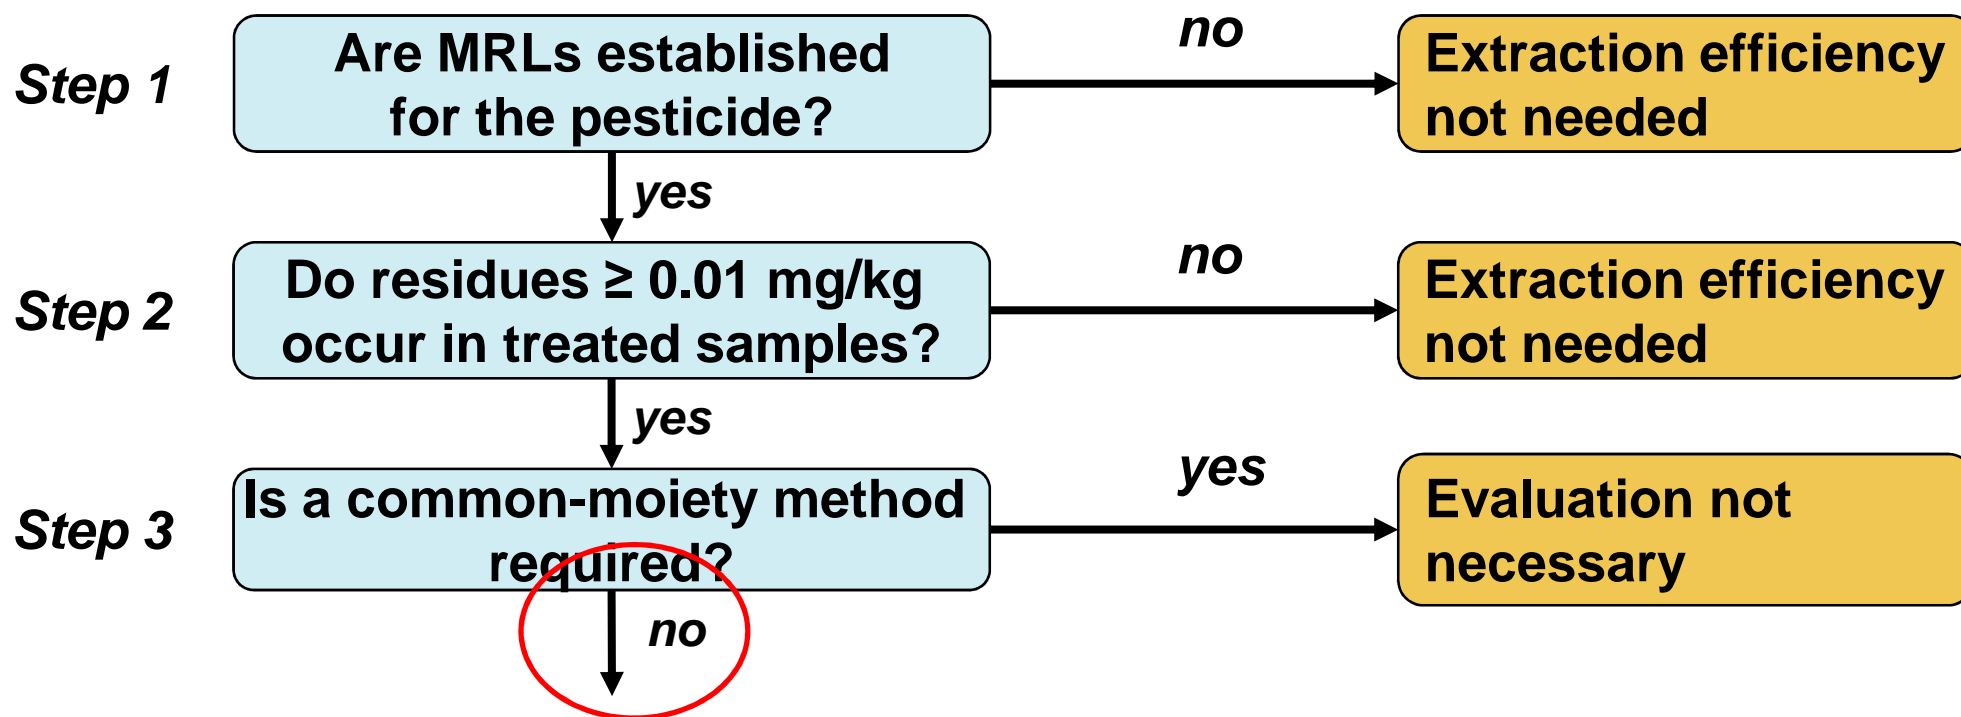 Step 1
Are MRLs established
for the pesticide?
no
Extraction efficiency
not needed
yes
Step 2
Do residues ≥ 0.01 mg/kg
occur in treated samples?
no
Extraction efficiency
not needed
yes
Step 3
Is a common-moiety method
required?
yes
Evaluation not
necessary
no